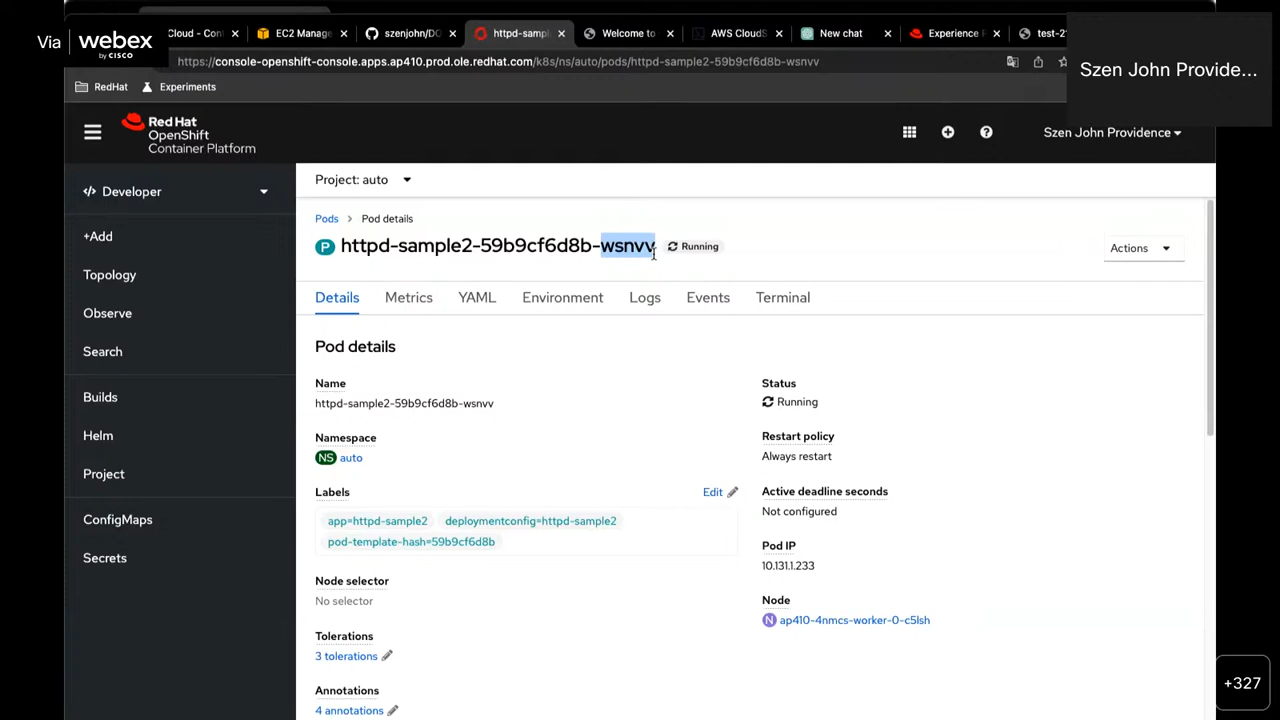 Via webex
by CISCO
Cloud - Cont
EC2 Manag
szenjohn/DO
httpd-samp
Welcome to
AWS CloudS
New chat
Experience F
test-2
https://console-openshift-console.apps.ap410.prod.ole.redhat.com/k8s/ns/auto/pods/httpd-sample2-59b9cf6d8b-wsnvv
Szen John Provide...
RedHat
Experiments
Red Hat
OpenShift
Container Platform
Szen John Providence
Developer
Project: auto
Pods > Pod details
+Add
P httpd-sample2-59b9cf6d8b-wsnvv Running
Actions
Topology
Details Metrics YAML Environment Logs Events Terminal
Observe
Search
Pod details
Builds
Name
httpd-sample2-59b9cf6d8b-wsnvv
Status
Running
Helm
Namespace
NS auto
Restart policy
Always restart
Project
Labels
Edit
app=httpd-sample2 deploymentconfig=httpd-sample2
pod-template-hash=59b9cf6d8b
Active deadline seconds
Not configured
ConfigMaps
Pod IP
10.131.1.233
Secrets
Node selector
No selector
Node
N ap410-4nmcs-worker-0-c5lsh
Tolerations
3 tolerations
Annotations
4 annotations
+327